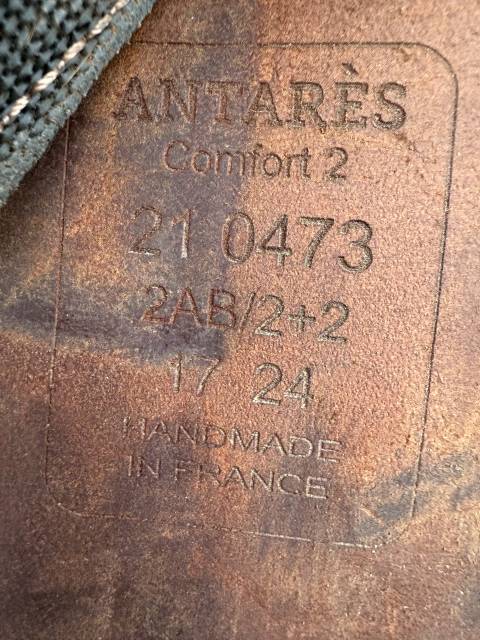 ANTARÈS
Comfort 2
21 0473
2AB/2+2
17 24
HANDMADE
IN FRANCE